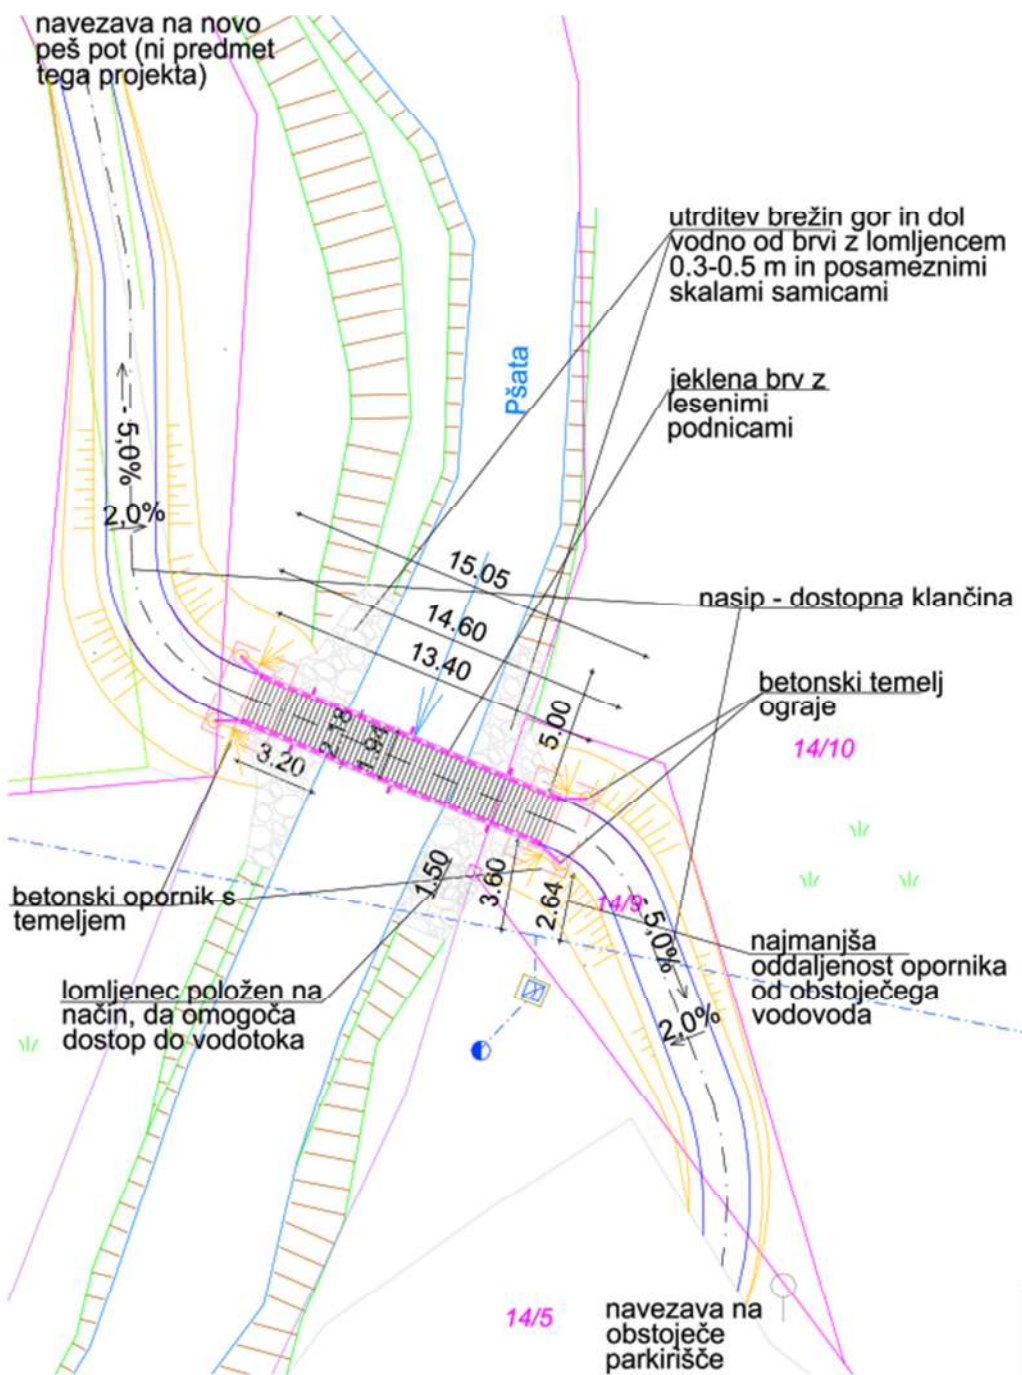 navezava na novo
peš pot (ni predmet
tega projekta)
utrditev brežin gor in dol
vodno od brvi z lomljencem
0.3-0.5 m in posameznimi
skalami samicami
Pšata
jeklena brv z
lesenimi
podnicami
- 5,0%
2,0%
15.05
14.60
13.40
nasip - dostopna klančina
betonski temelj
ograje
5.00
14/10
2.18
1.94
3.20
1.50
3.60
2.64
14/9
betonski opornik s
temeljem
- 5,0%
najmanjša
oddaljenost opornika
od obstoječega
vodovoda
lomljenec položen na
način, da omogoča
dostop do vodotoka
2,0%
14/5
navezava na
obstoječe
parkirišče